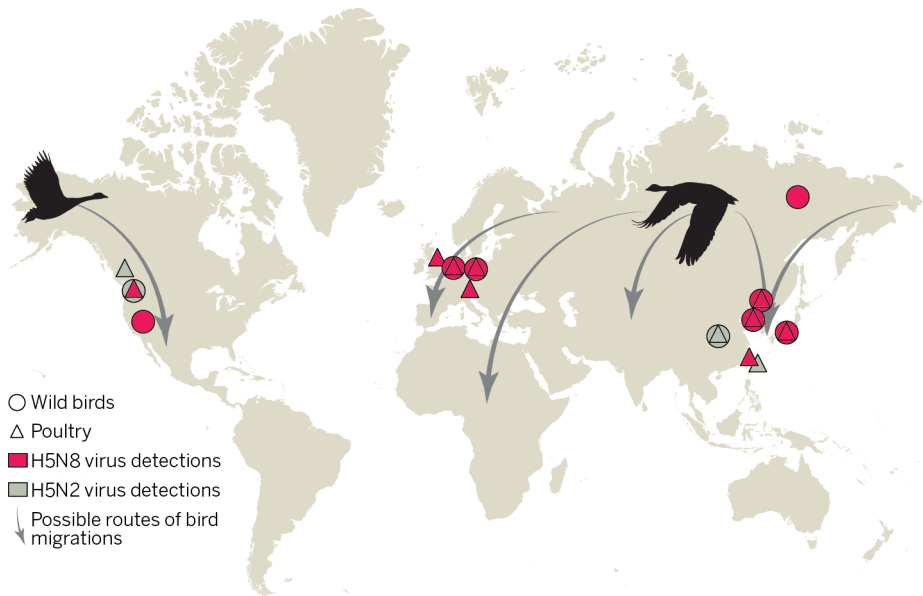 Wild birds
Poultry
H5N8 virus detections
H5N2 virus detections
Possible routes of bird
migrations